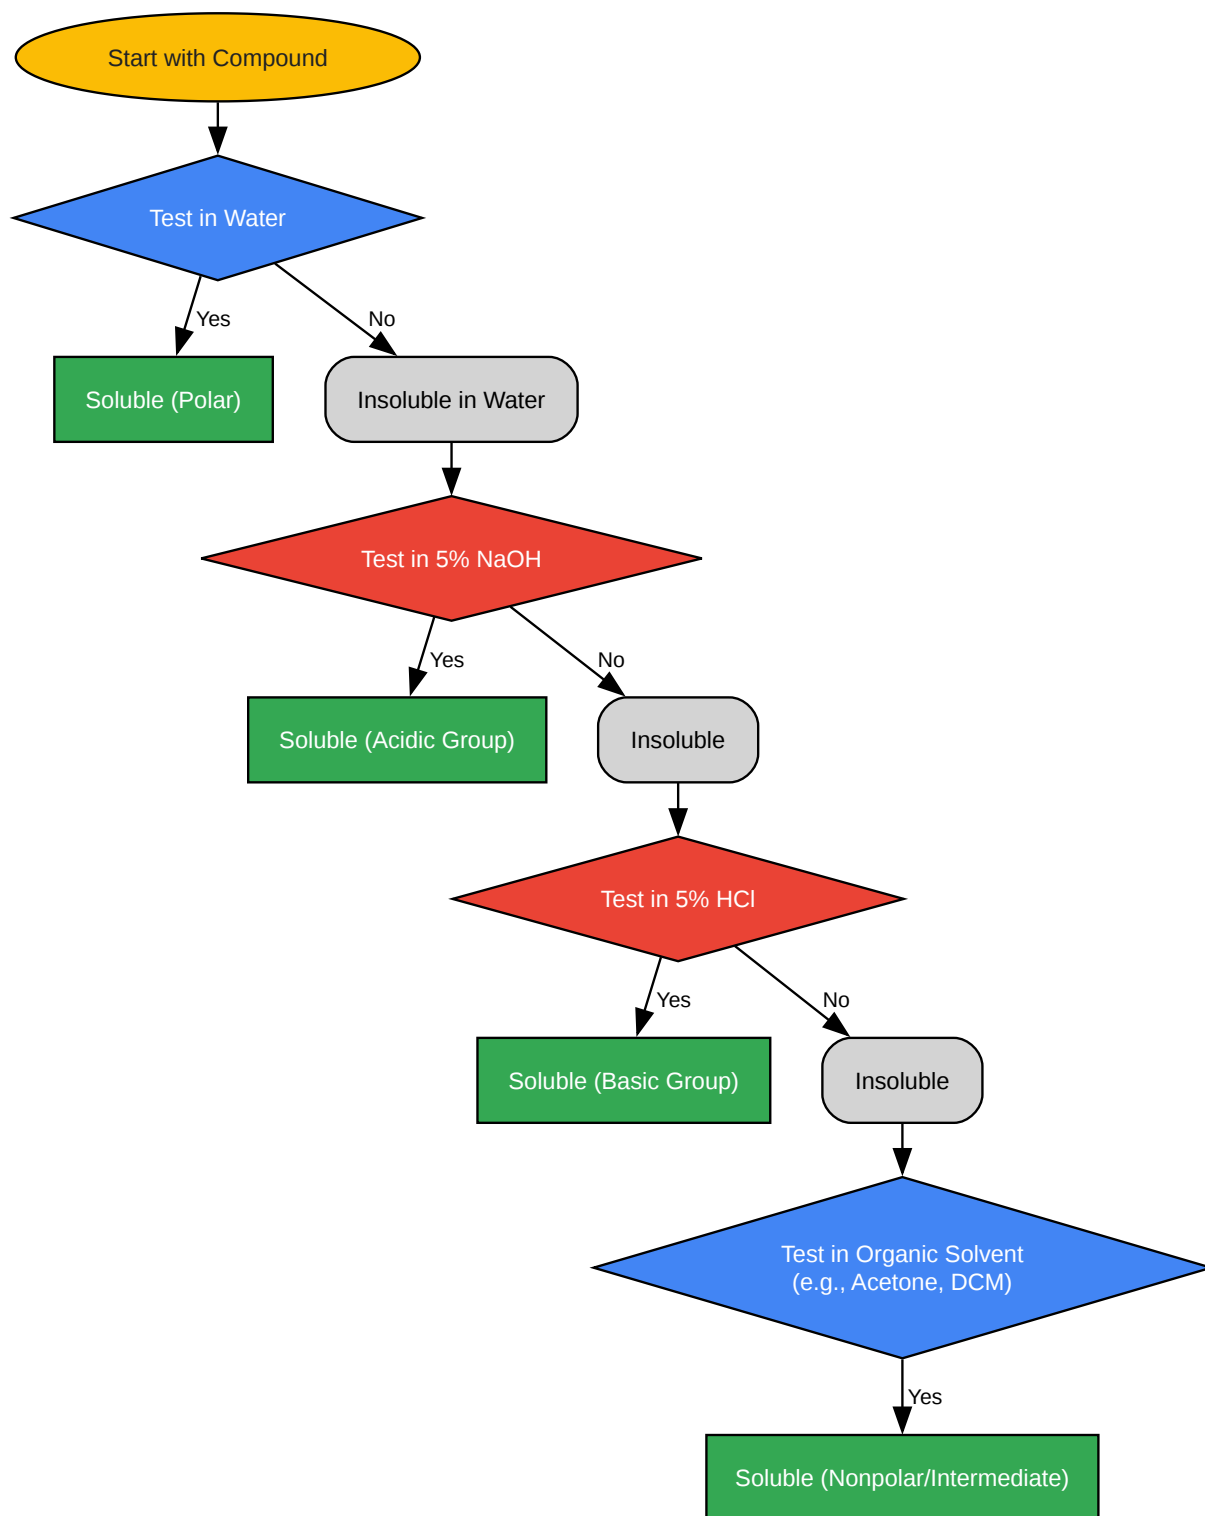 Start with Compound
Test in Water
Yes
No
Soluble (Polar)
Insoluble in Water
Test in 5% NaOH
Yes
No
Soluble (Acidic Group)
Insoluble
Test in 5% HCl
Yes
No
Soluble (Basic Group)
Insoluble
Test in Organic Solvent
(e.g., Acetone, DCM)
Yes
Soluble (Nonpolar/Intermediate)